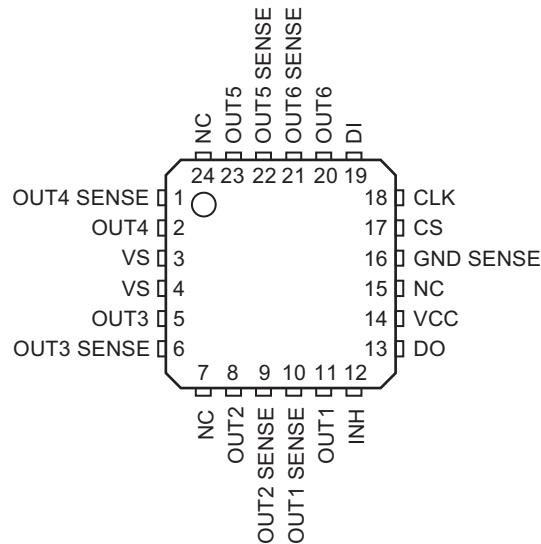 NC
OUT5
OUT5 SENSE
OUT6 SENSE
OUT6
DI
24 23 22 21 20 19
OUT4 SENSE 1
OUT4 2
VS 3
VS 4
OUT3 5
OUT3 SENSE 6
18 CLK
17 CS
16 GND SENSE
15 NC
14 VCC
13 DO
7 8 9 10 11 12
NC
OUT2
OUT2 SENSE
OUT1 SENSE
OUT1
INH